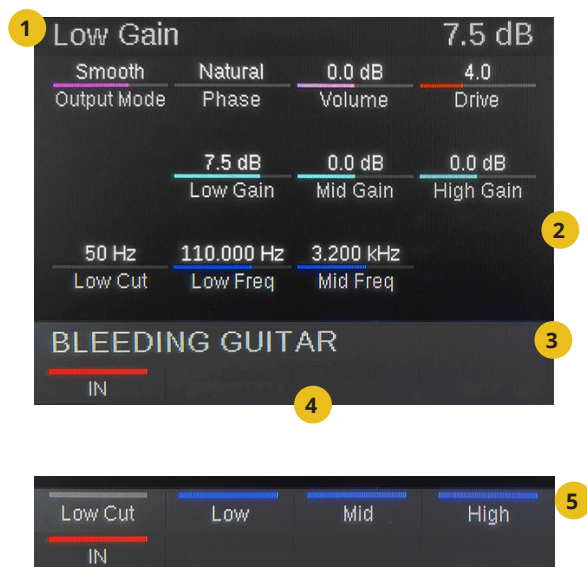 1
Low Gain 7.5 dB
Smooth Natural 0.0 dB 4.0
Output Mode Phase Volume Drive
7.5 dB 0.0 dB 0.0 dB
Low Gain Mid Gain High Gain
2
50 Hz 110.000 Hz 3.200 kHz
Low Cut Low Freq Mid Freq
BLEEDING GUITAR 3
IN
4
Low Cut Low Mid High 5
IN